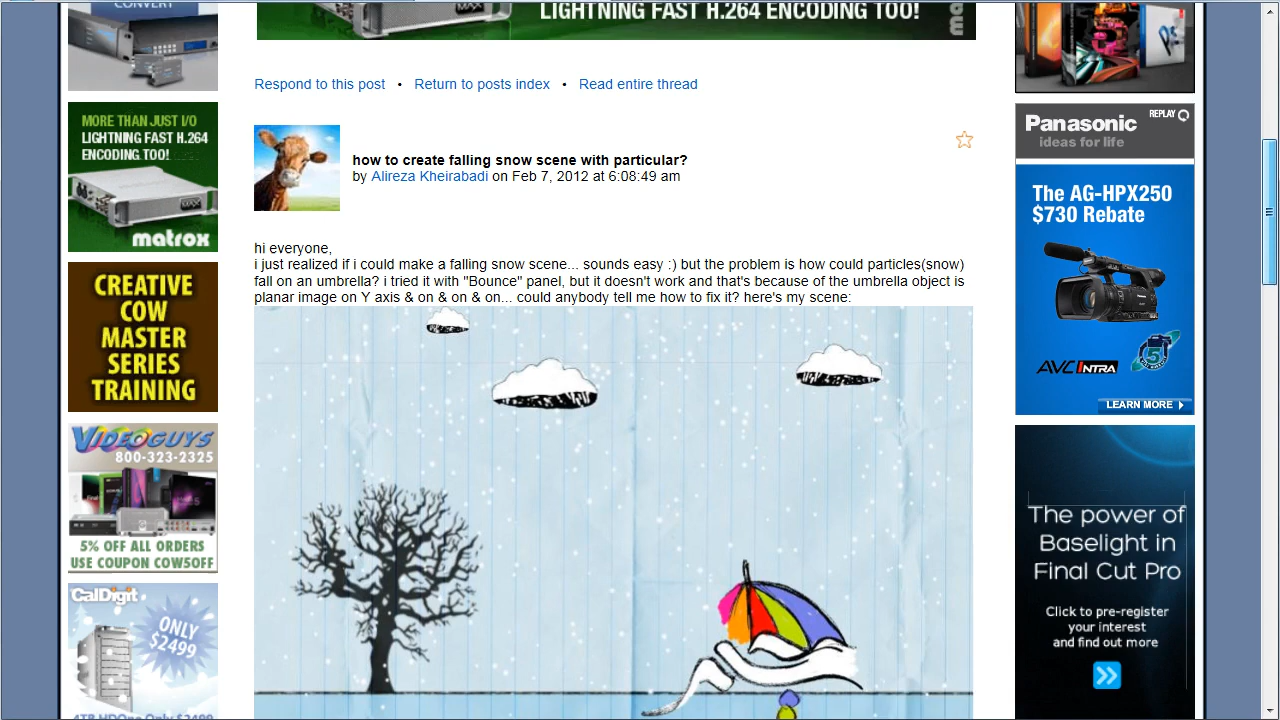 CONVERT
LIGHTNING FAST H.264 ENCODING TOO!
MAX
Respond to this post • Return to posts index • Read entire thread
MORE THAN JUST I/O
LIGHTNING FAST H.264
ENCODING TOO!
MAX
matrox
how to create falling snow scene with particular?
by Alireza Kheirabadi on Feb 7, 2012 at 6:08:49 am
hi everyone,
i just realized if i could make a falling snow scene... sounds easy :) but the problem is how could particles(snow)
fall on an umbrella? i tried it with "Bounce" panel, but it doesn't work and that's because of the umbrella object is
planar image on Y axis & on & on & on... could anybody tell me how to fix it? here's my scene:
CREATIVE
COW
MASTER
SERIES
TRAINING
VIDEOGUYS
800-323-2325
5% OFF ALL ORDERS
USE COUPON COW5OFF
CalDigit
ONLY
$2499
4TB HDOne Only $2499
REPLAY
Panasonic
ideas for life
The AG-HPX250
$730 Rebate
AVC INTRA
5
LEARN MORE
The power of
Baselight in
Final Cut Pro
Click to pre-register
your interest
and find out more